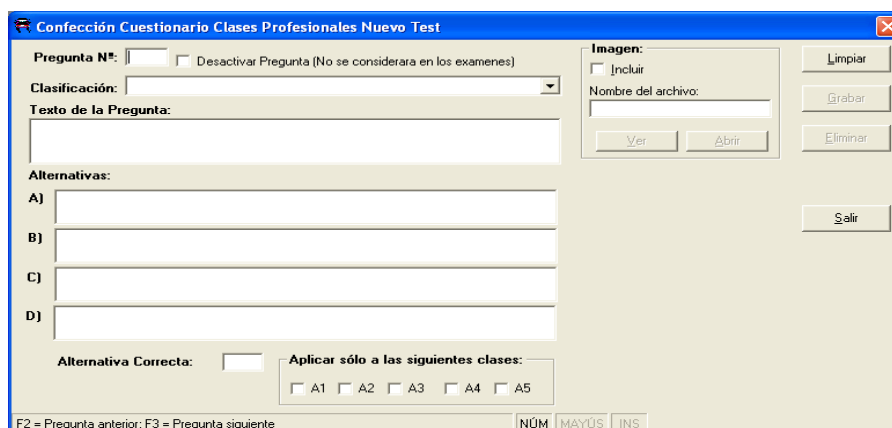 Confección Cuestionario Clases Profesionales Nuevo Test
Pregunta Nº:
Desactivar Pregunta (No se considerara en los examenes)
Clasificación:
Texto de la Pregunta:
Imagen:
Incluir
Nombre del archivo:
Ver
Abrir
Limpiar
Grabar
Eliminar
Salir
Alternativas:
A)
B)
C)
D)
Alternativa Correcta:
Aplicar sólo a las siguientes clases:
A1 A2 A3 A4 A5
F2 = Pregunta anterior; F3 = Pregunta siguiente
NÚM MAYÚS INS